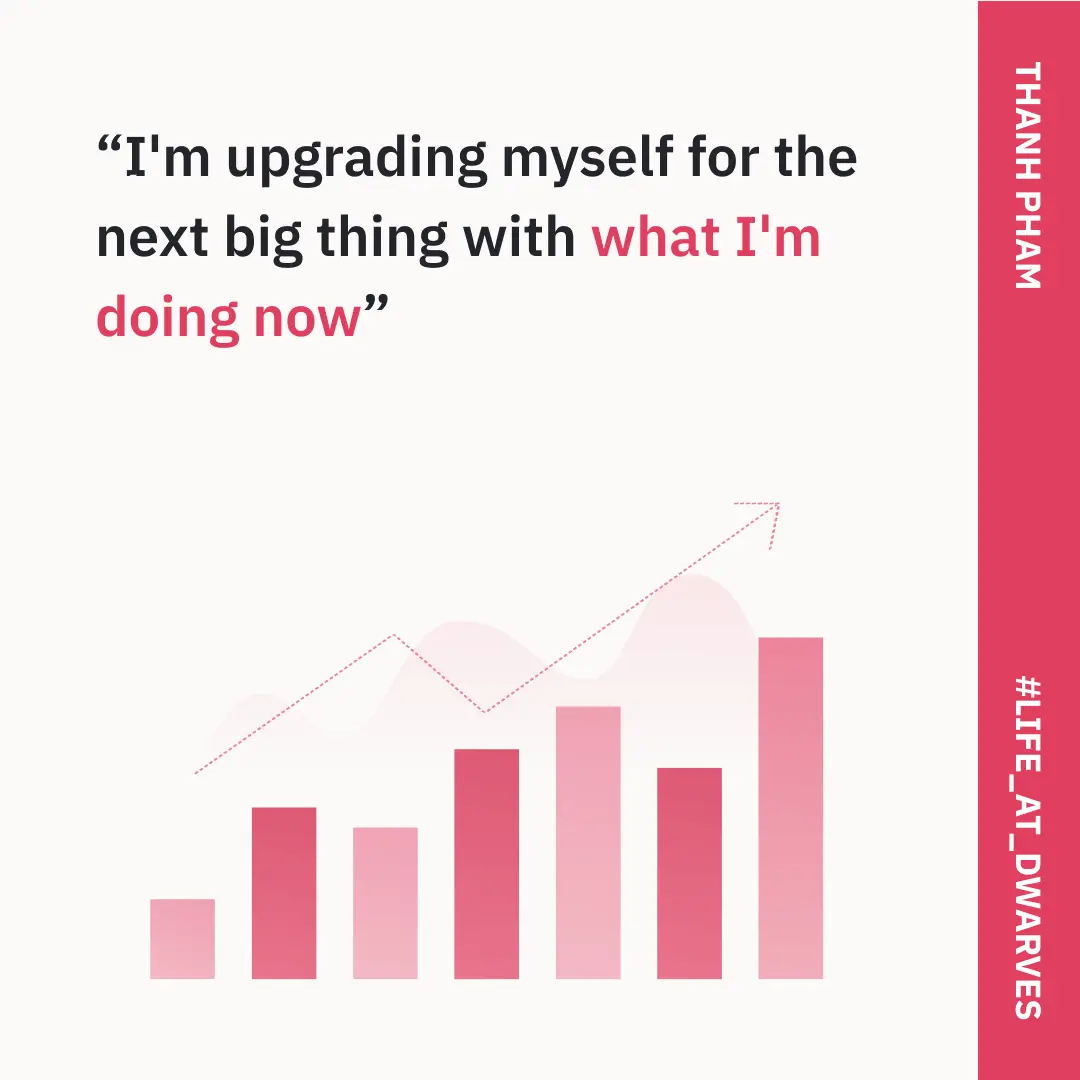 “I'm upgrading myself for the
next big thing with what I'm
doing now”
THANH PHAM
#LIFE_AT_DWARVES